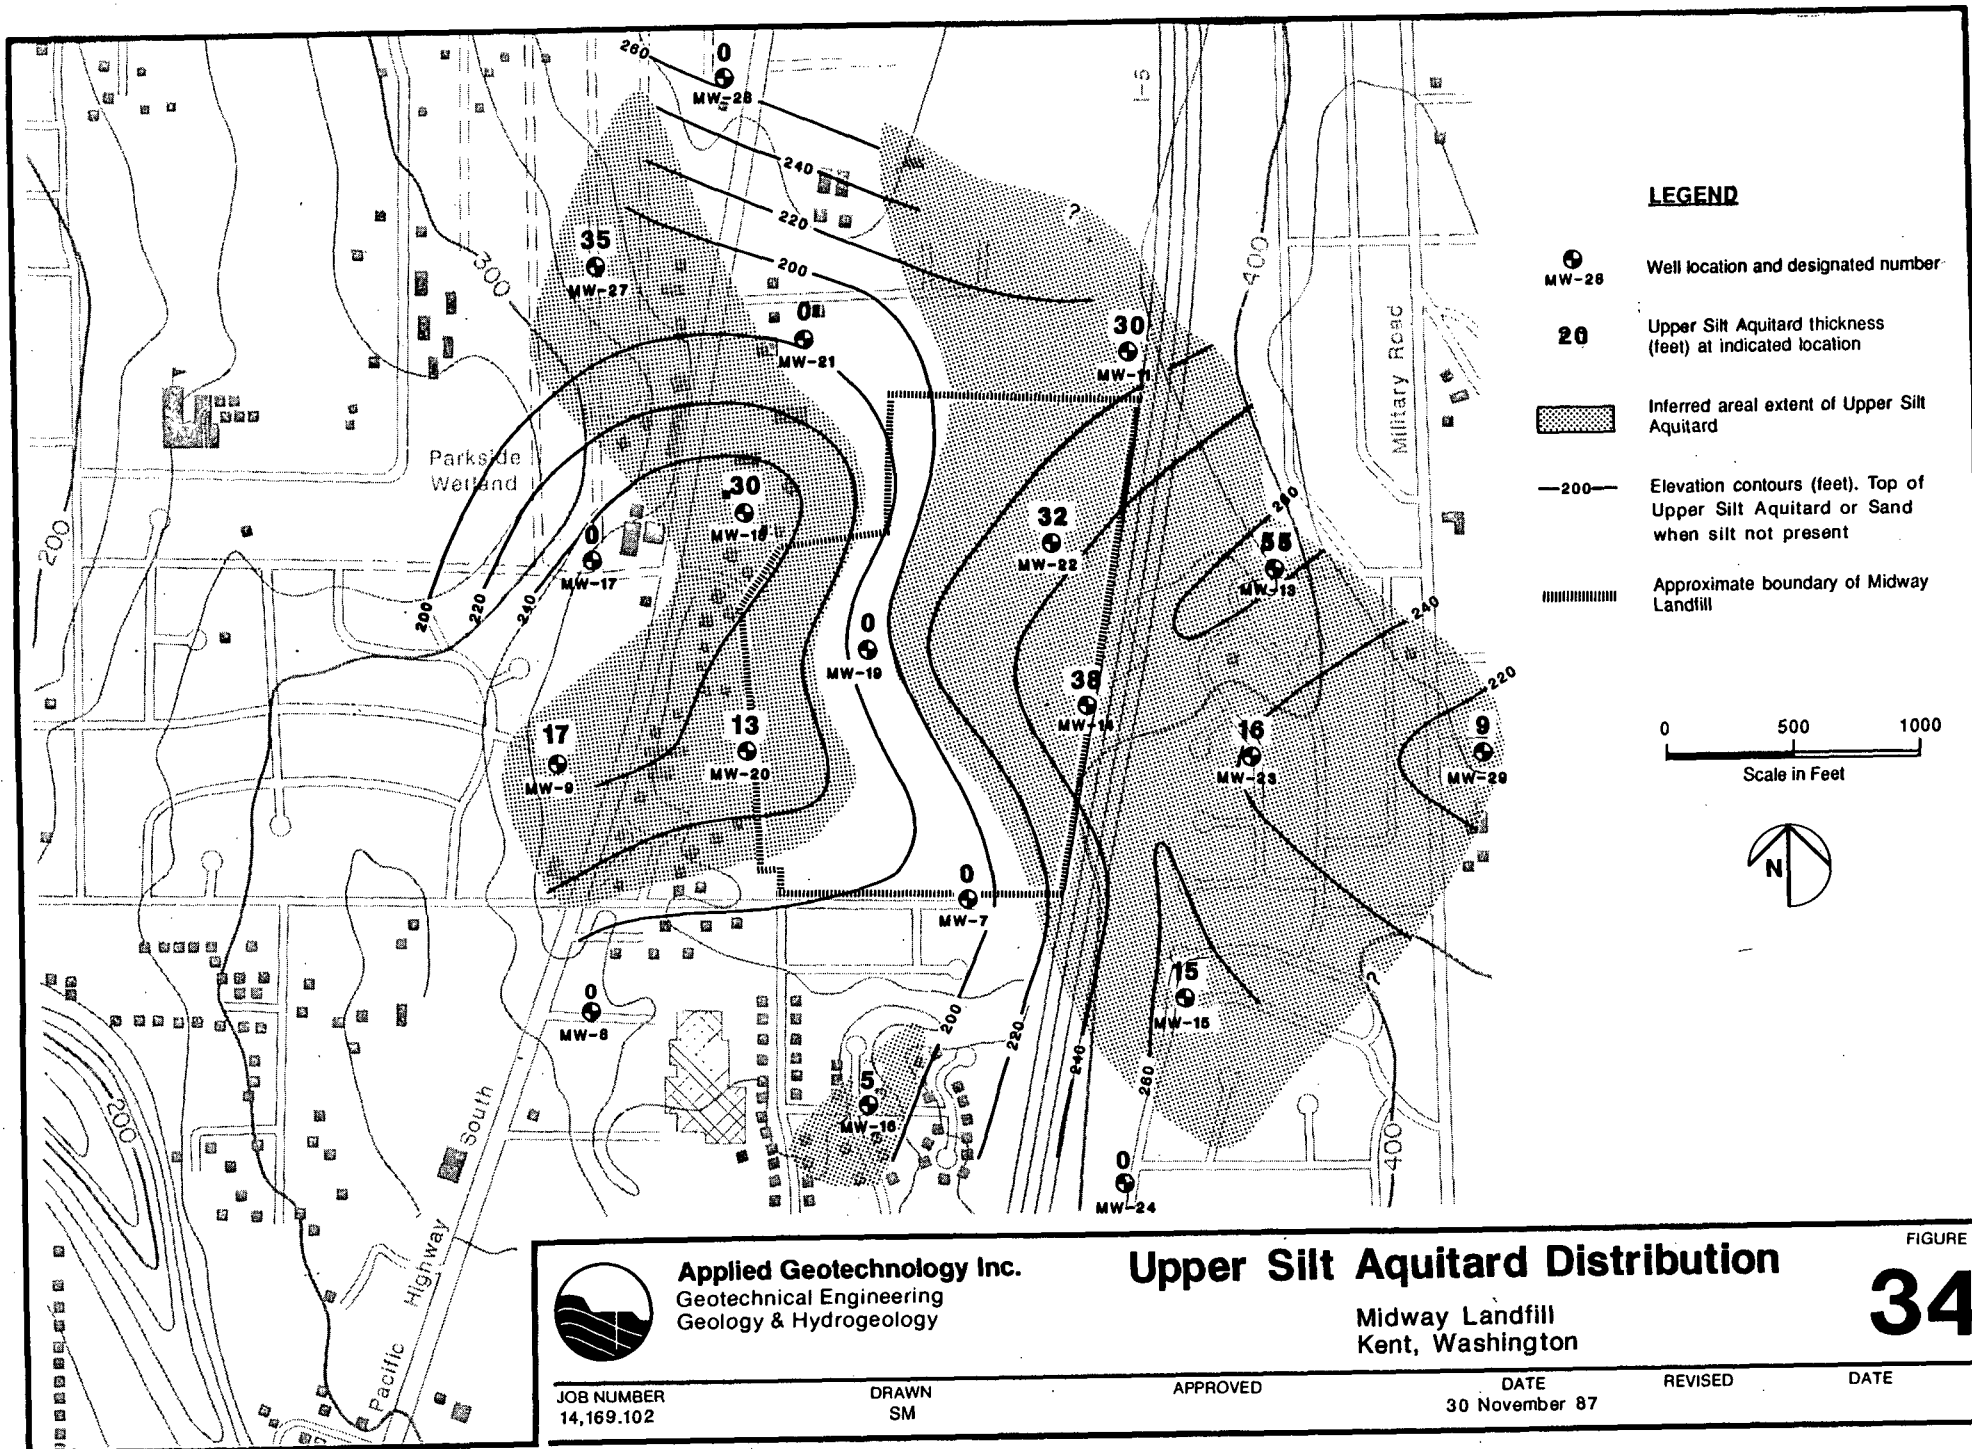 260
0
MW-28
I-5
240
220
200
300
35
MW-27
0
MW-21
30
MW-11
400
Military Road
Parkside
Wetland
200
30
MW-18
0
MW-17
32
MW-22
260
55
MW-13
200
220
240
240
0
MW-19
38
MW-14
220
17
MW-9
13
MW-20
16
MW-23
9
MW-29
0
MW-7
0
MW-8
15
MW-15
200
220
240
260
5
MW-16
0
MW-24
200
400
?
?
Pacific Highway South
LEGEND
MW-28
Well location and designated number
20
Upper Silt Aquitard thickness
(feet) at indicated location
Inferred areal extent of Upper Silt
Aquitard
200
Elevation contours (feet). Top of
Upper Silt Aquitard or Sand
when silt not present
Approximate boundary of Midway
Landfill
0 500 1000
Scale in Feet
N
Applied Geotechnology Inc.
Geotechnical Engineering
Geology & Hydrogeology
Upper Silt Aquitard Distribution
Midway Landfill
Kent, Washington
FIGURE
34
JOB NUMBER
14,169.102
DRAWN
SM
APPROVED
DATE
30 November 87
REVISED
DATE